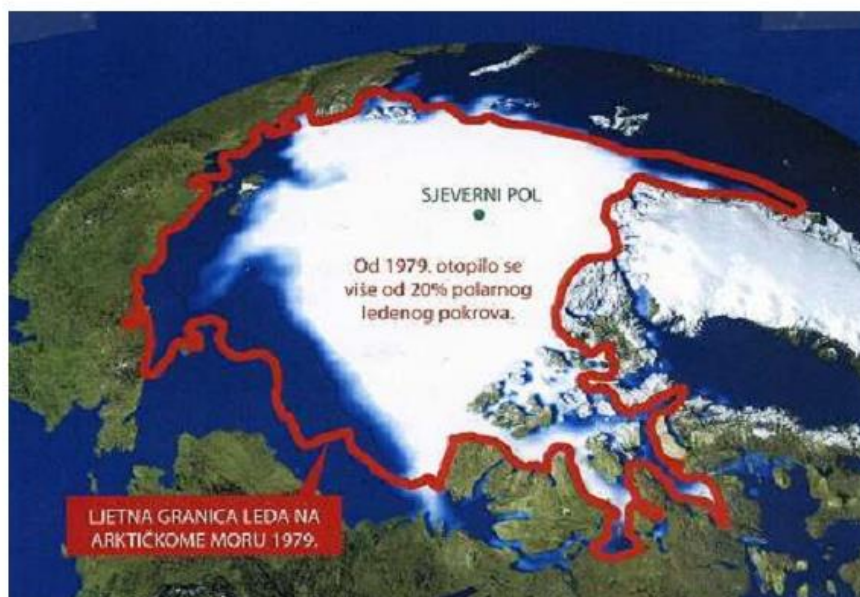 SJEVERNI POL
Od 1979. otopilo se
više od 20% polarnog
ledenog pokrova.
LJETNA GRANICA LEDA NA
ARKTIČKOME MORU 1979.